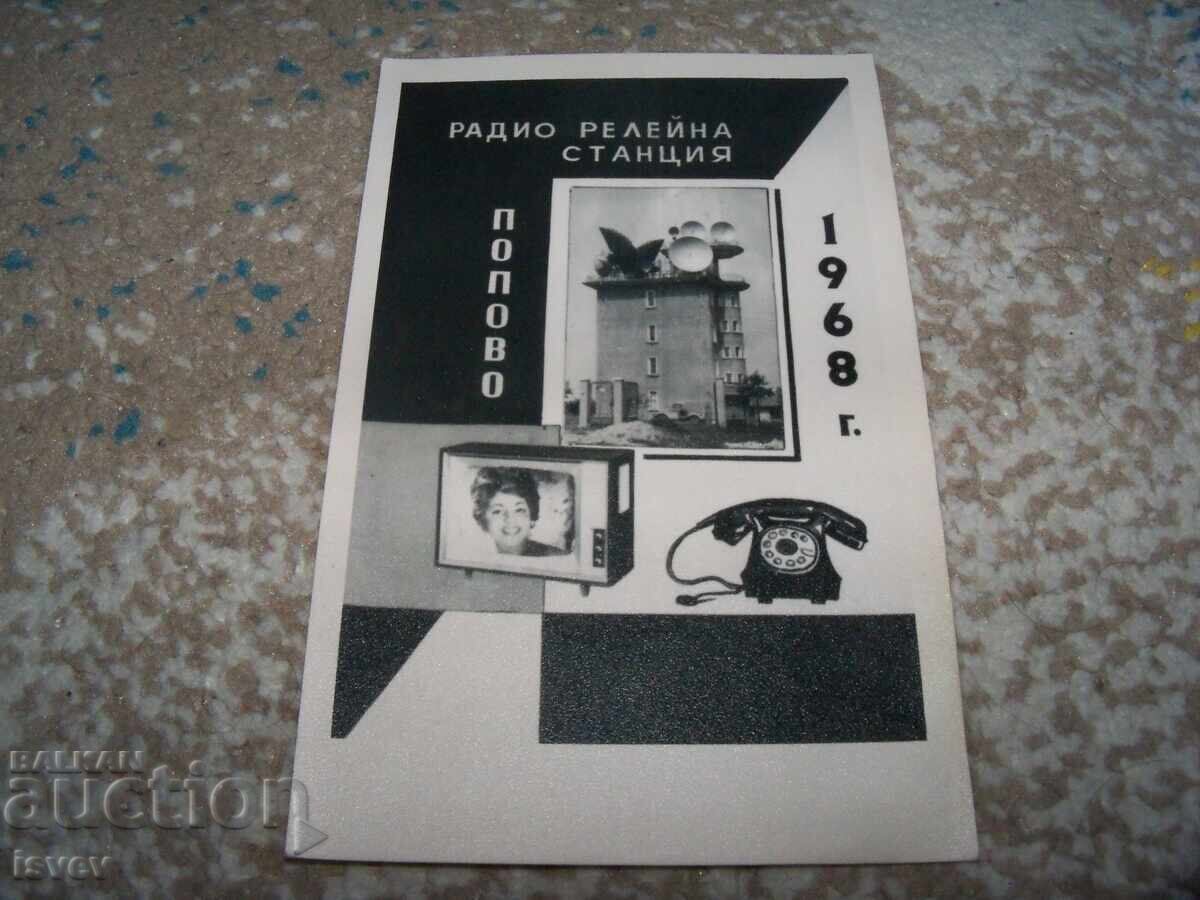 РАДИО РЕЛЕЙНА
СТАНЦИЯ
ПОПОВО
1968 г.
BALKAN
auction
isvev